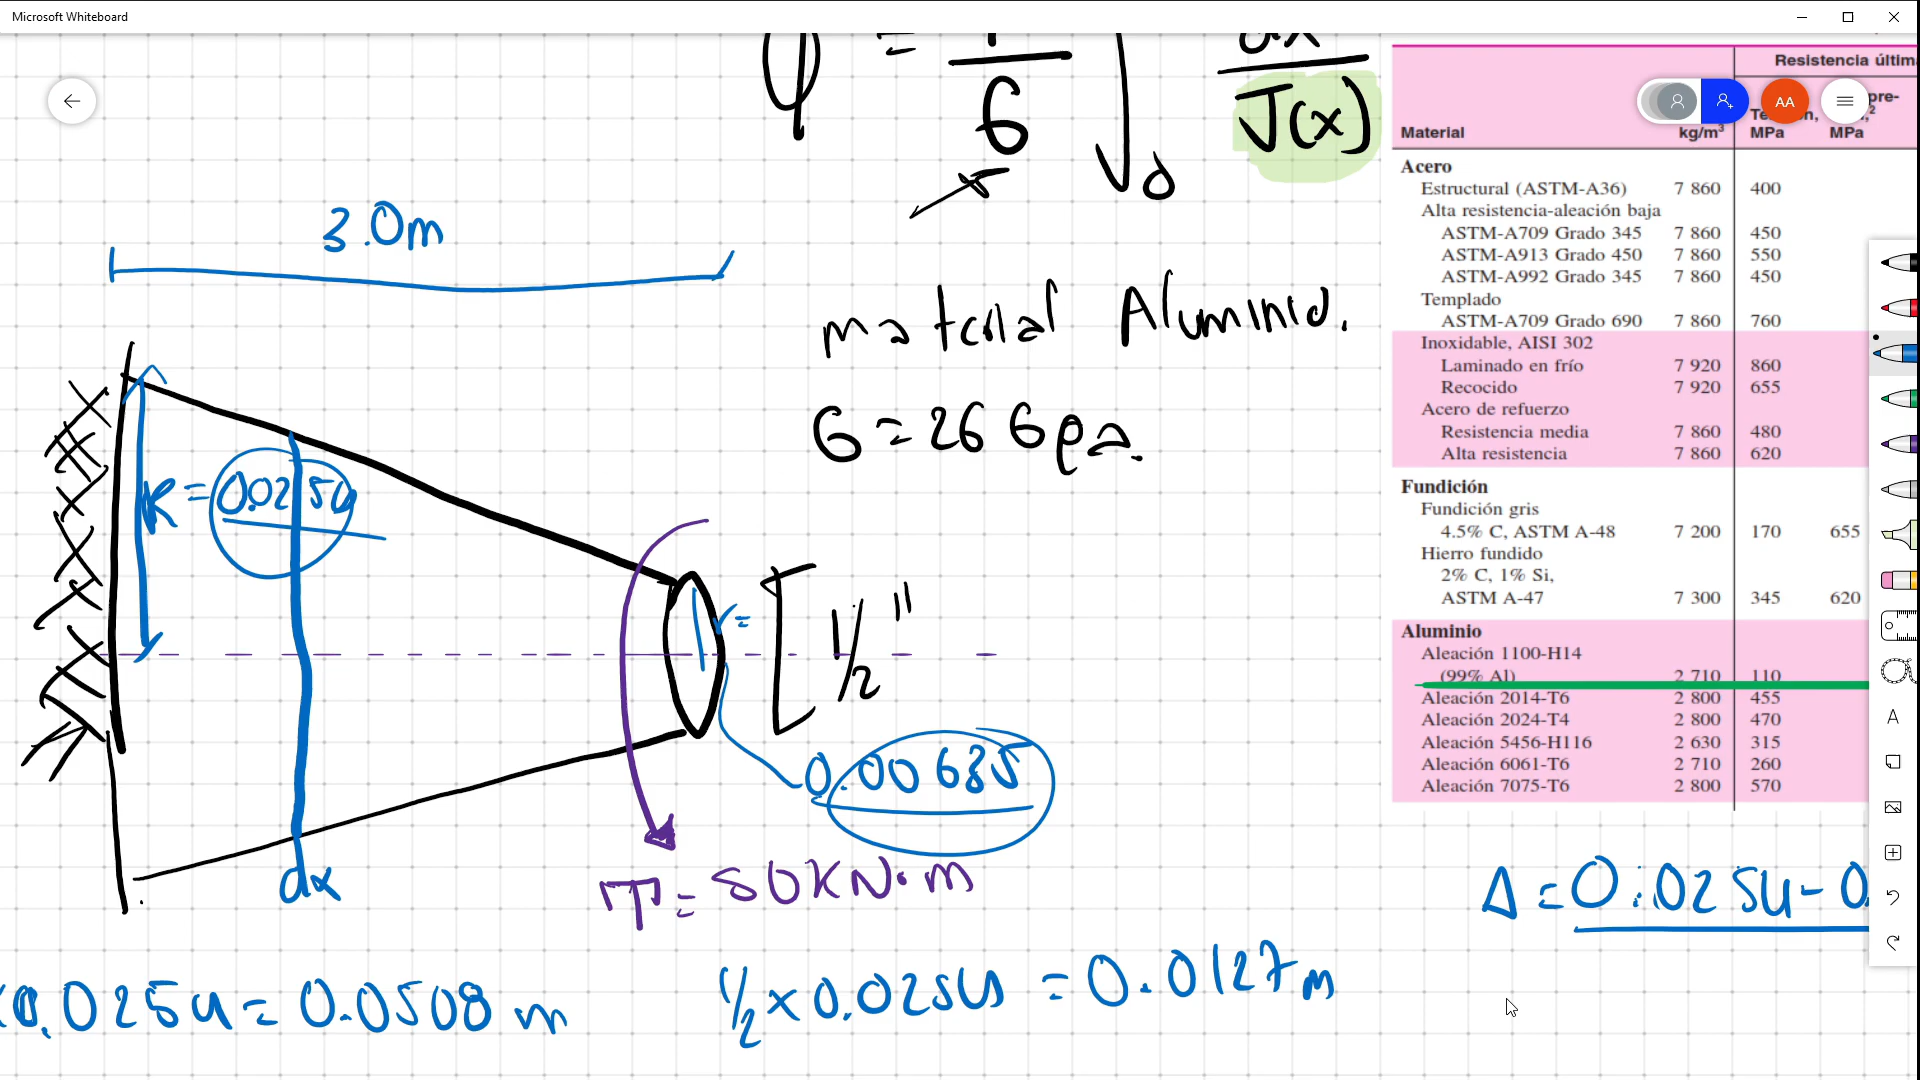 Microsoft Whiteboard
φ = T/G ∫0 dx/J(x)
3.0m
material Aluminio.
G = 26 Gpa.
R = 0.0254
r =
1/2 "
0.00635
dx
T = 80KN.m
x0.0254 = 0.0508 m
1/2 x 0.0254 = 0.0127 m
Δ = 0.0254 - 0.
AA
Resistencia últim
pre-
kg/m³
MPa
MPa
Material
Acero
Estructural (ASTM-A36) 7 860 400
Alta resistencia-aleación baja
ASTM-A709 Grado 345 7 860 450
ASTM-A913 Grado 450 7 860 550
ASTM-A992 Grado 345 7 860 450
Templado
ASTM-A709 Grado 690 7 860 760
Inoxidable, AISI 302
Laminado en frío 7 920 860
Recocido 7 920 655
Acero de refuerzo
Resistencia media 7 860 480
Alta resistencia 7 860 620
Fundición
Fundición gris
4.5% C, ASTM A-48 7 200 170 655
Hierro fundido
2% C, 1% Si,
ASTM A-47 7 300 345 620
Aluminio
Aleación 1100-H14
(99% Al) 2 710 110
Aleación 2014-T6 2 800 455
Aleación 2024-T4 2 800 470
Aleación 5456-H116 2 630 315
Aleación 6061-T6 2 710 260
Aleación 7075-T6 2 800 570